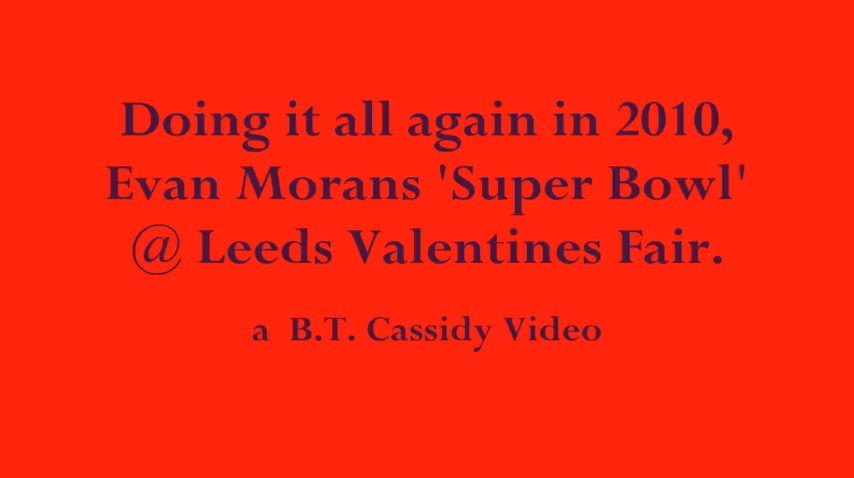 Doing it all again in 2010,
Evan Morans 'Super Bowl'
@ Leeds Valentines Fair.
a B.T. Cassidy Video